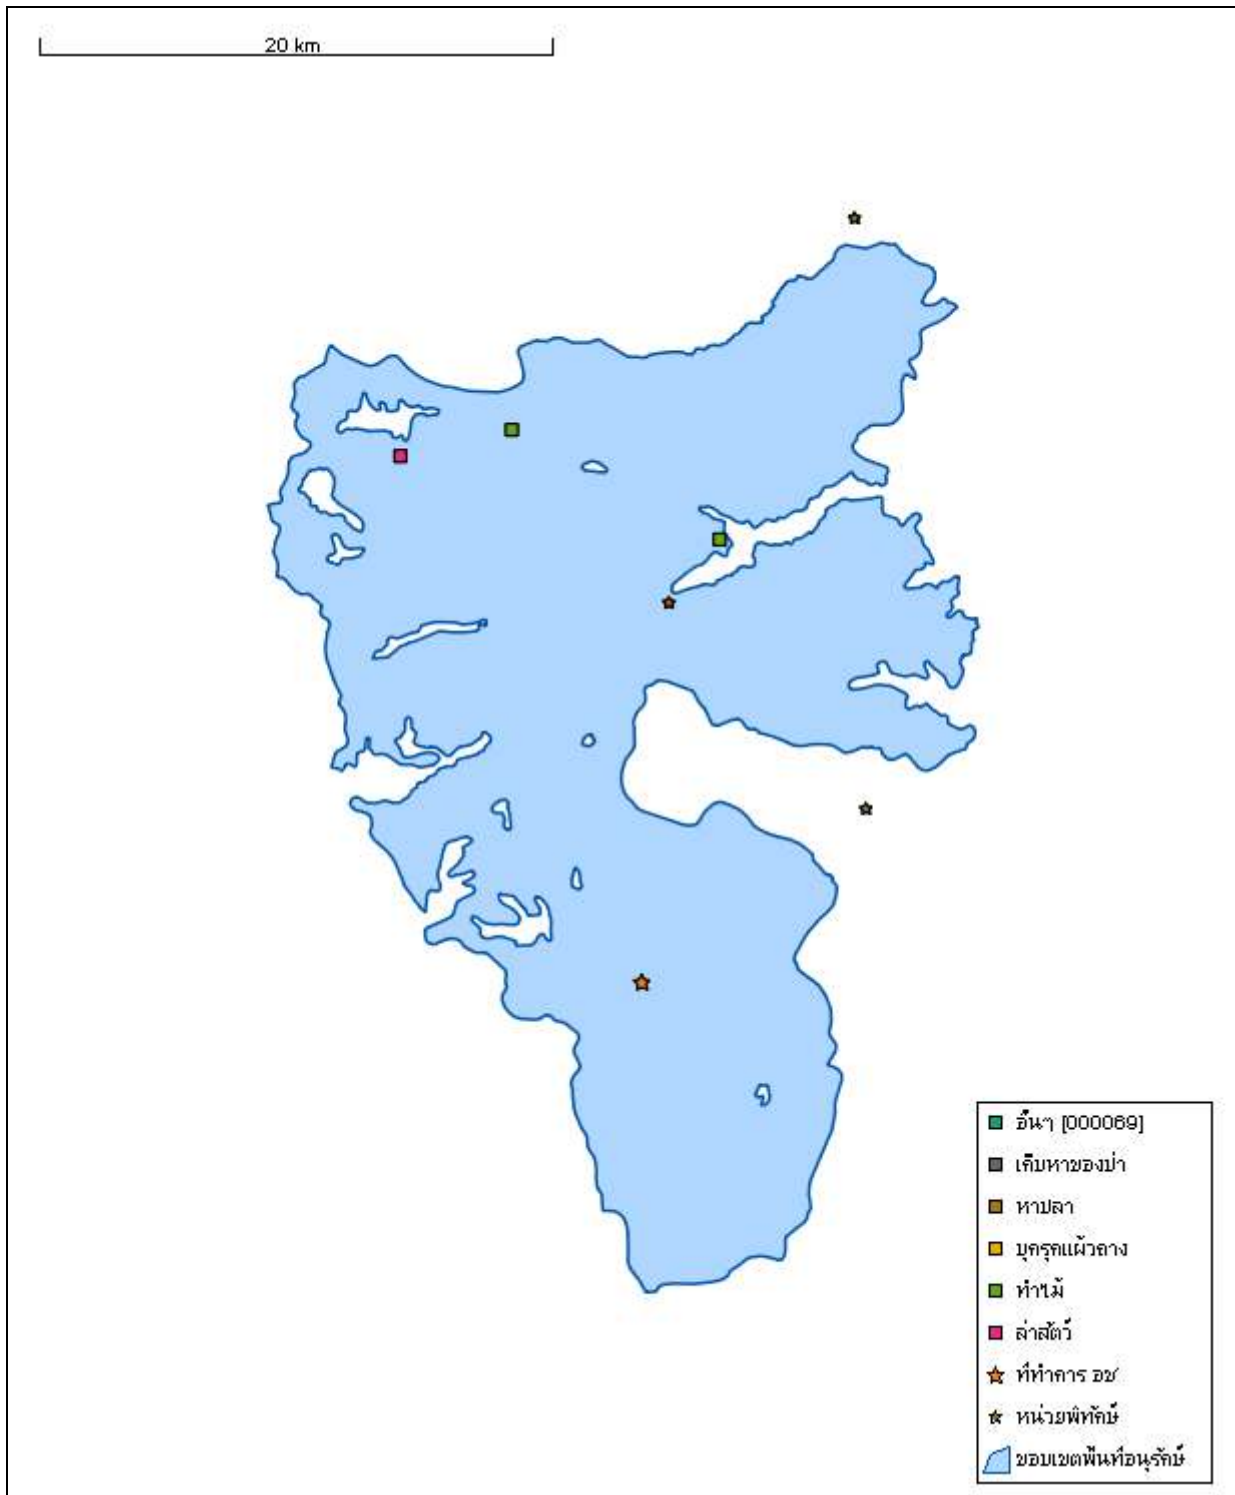 20 km
อื่นๆ [000069]
เก็บหาของป่า
หาปลา
บุกรุกแผ้วถาง
ทำไม้
ล่าสัตว์
ที่ทำการ อช
หน่วยพิทักษ์
ขอบเขตพื้นที่อนุรักษ์